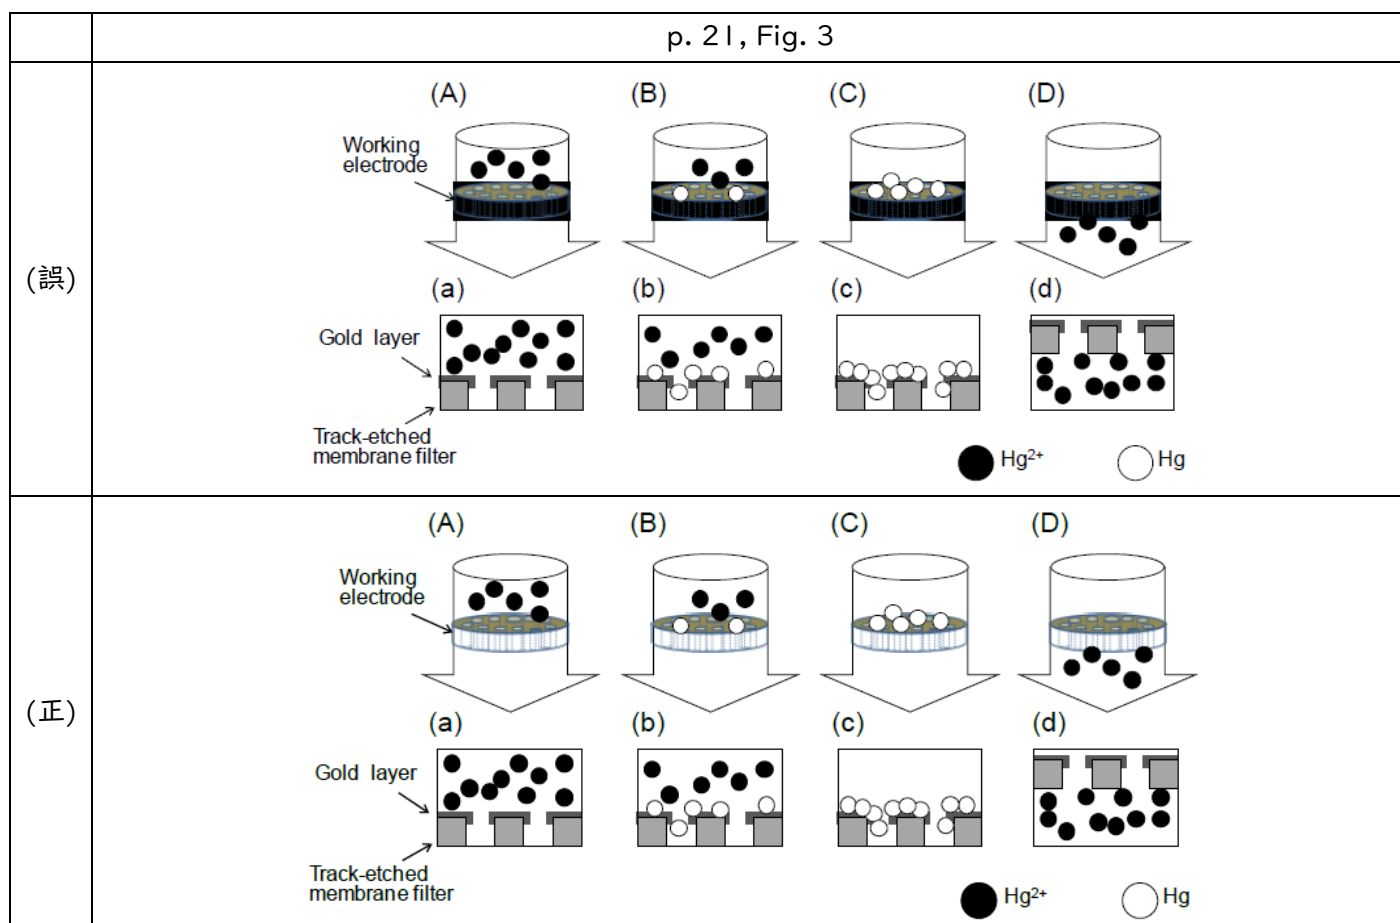 p. 21, Fig. 3
(誤)
(A) (B) (C) (D)
Working
electrode
(a) (b) (c) (d)
Gold layer
Track-etched
membrane filter
Hg²⁺ Hg
(正)
(A) (B) (C) (D)
Working
electrode
(a) (b) (c) (d)
Gold layer
Track-etched
membrane filter
Hg²⁺ Hg